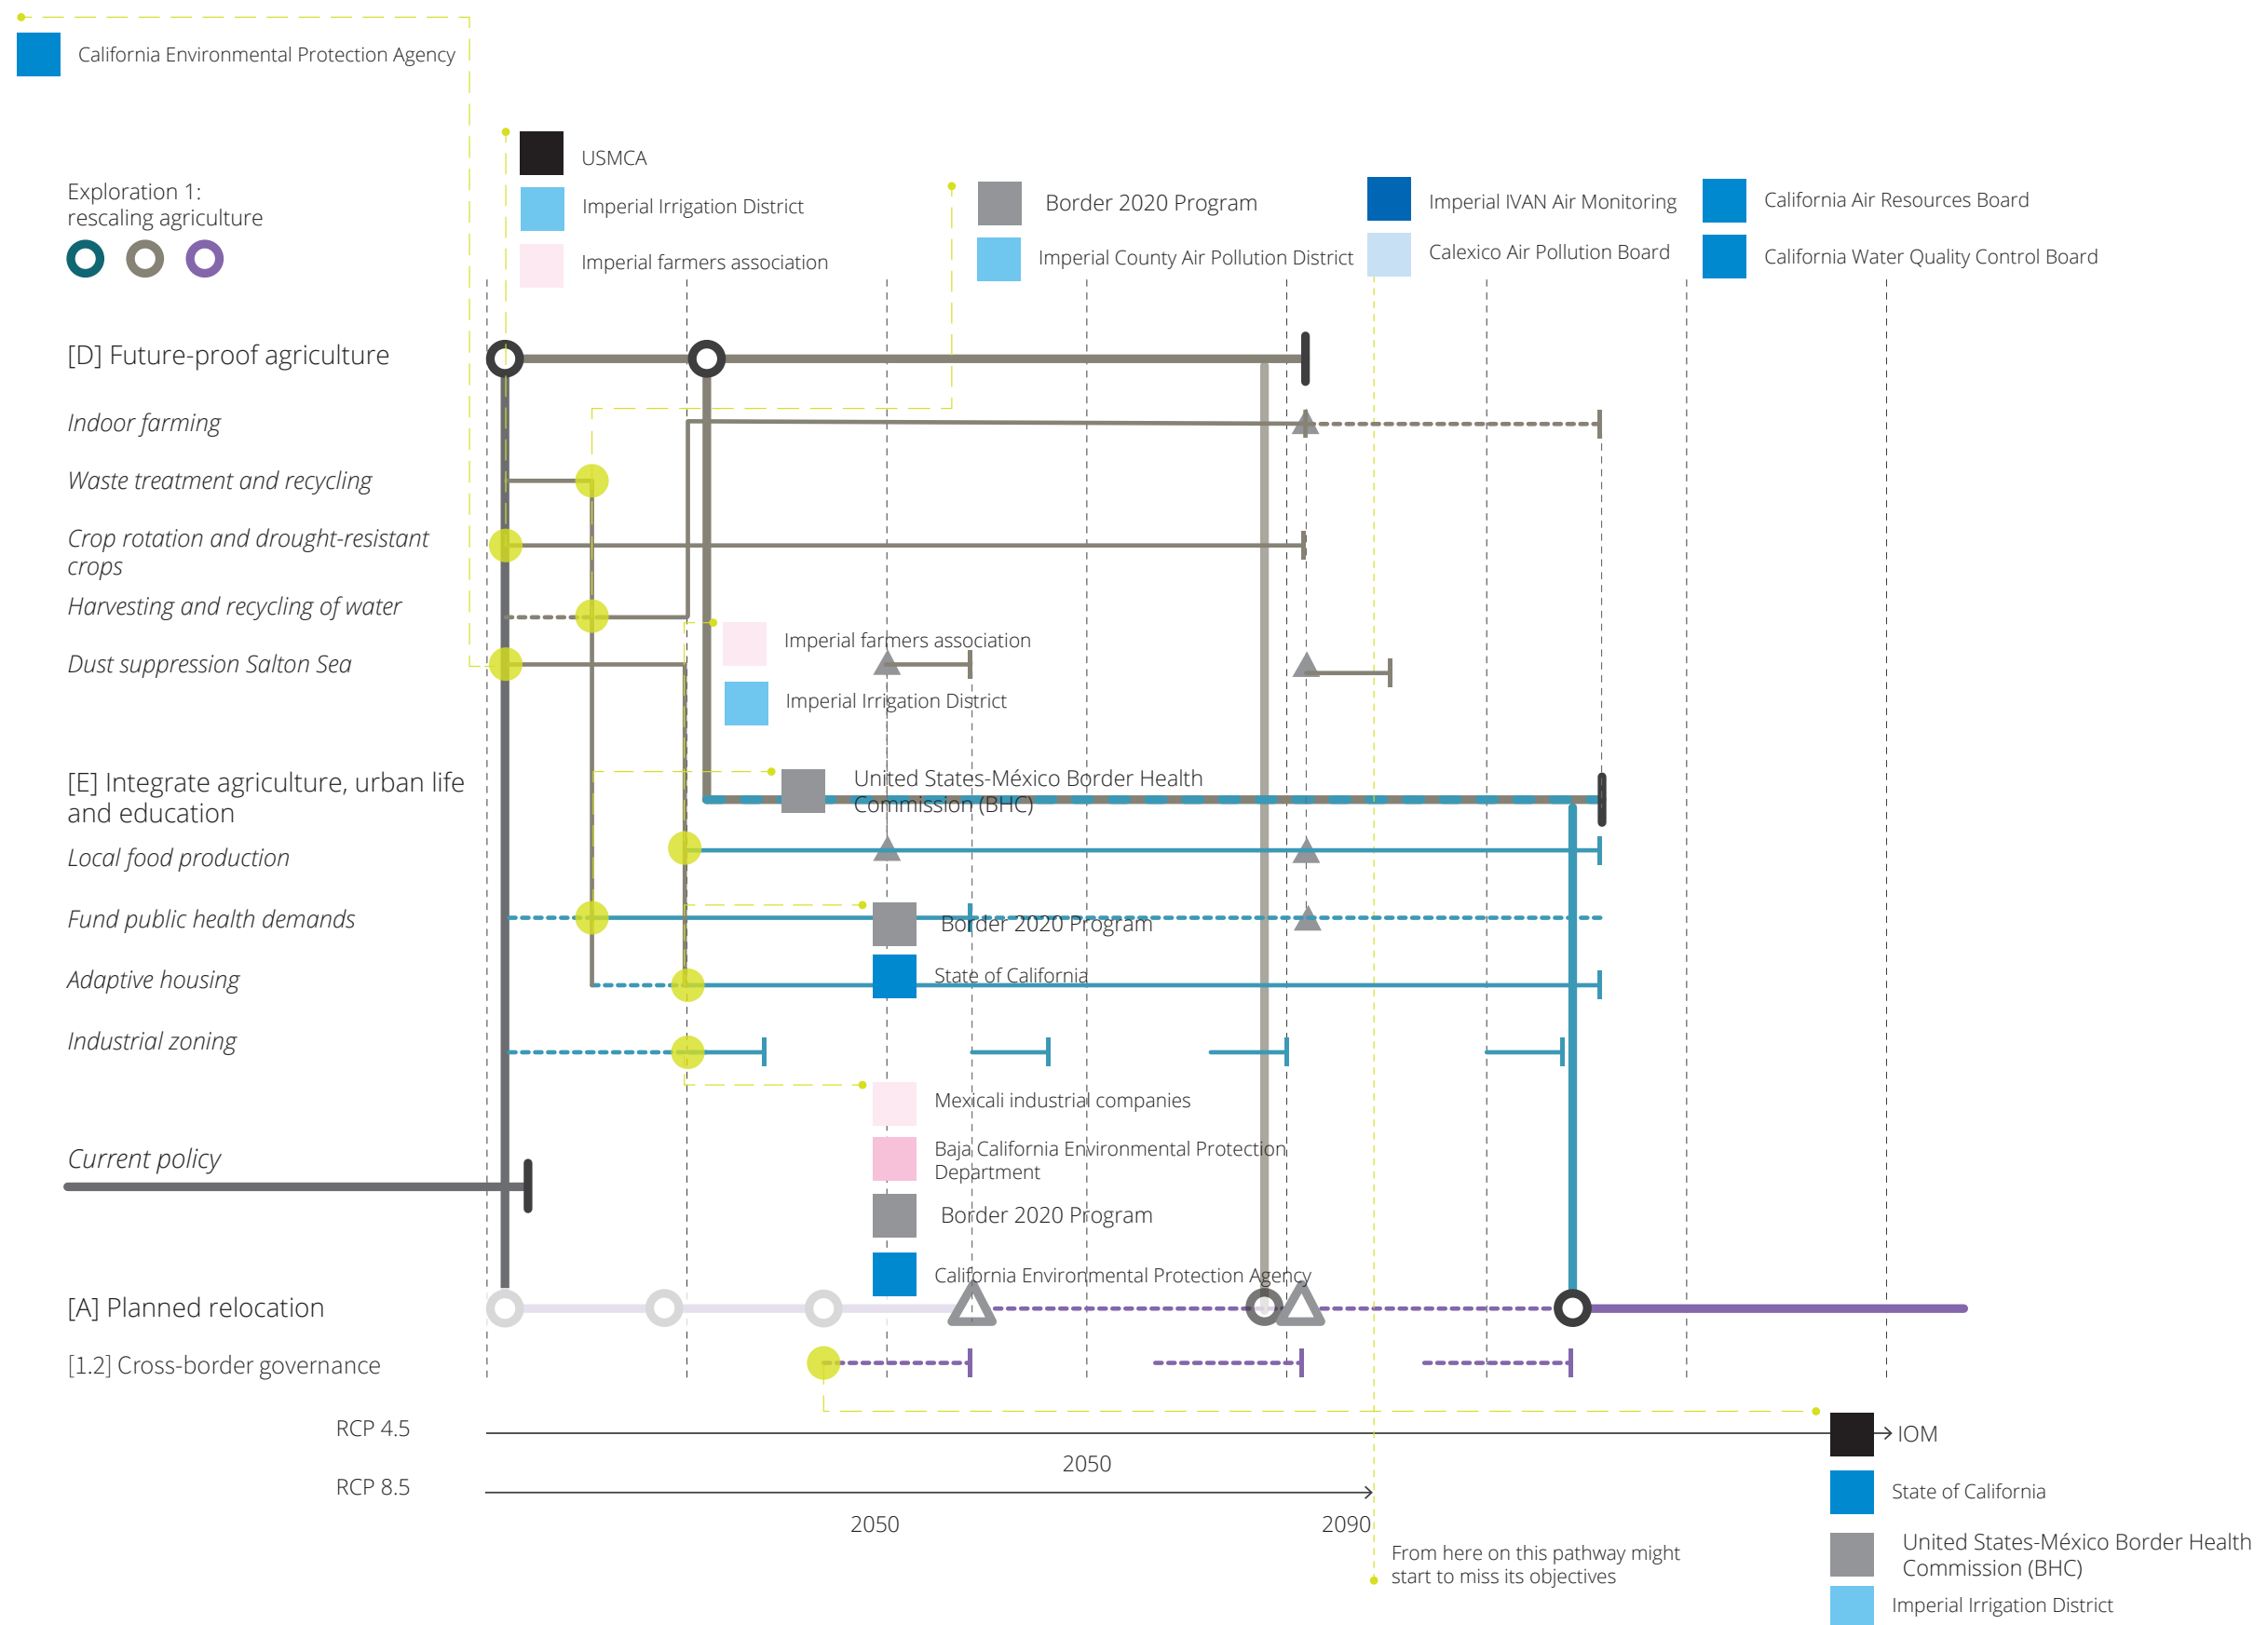 California Environmental Protection Agency
USMCA
Imperial Irrigation District
Imperial farmers association
Border 2020 Program
Imperial County Air Pollution District
Imperial IVAN Air Monitoring
Calexico Air Pollution Board
California Air Resources Board
California Water Quality Control Board
Exploration 1:
rescaling agriculture
[D] Future-proof agriculture
Indoor farming
Waste treatment and recycling
Crop rotation and drought-resistant
crops
Harvesting and recycling of water
Dust suppression Salton Sea
Imperial farmers association
Imperial Irrigation District
[E] Integrate agriculture, urban life
and education
United States-México Border Health
Commission (BHC)
Local food production
Fund public health demands
Border 2020 Program
Adaptive housing
State of California
Industrial zoning
Mexicali industrial companies
Baja California Environmental Protection
Department
Border 2020 Program
California Environmental Protection Agency
Current policy
[A] Planned relocation
[1.2] Cross-border governance
RCP 4.5
2050
RCP 8.5
2050
2090
From here on this pathway might
start to miss its objectives
IOM
State of California
United States-México Border Health
Commission (BHC)
Imperial Irrigation District